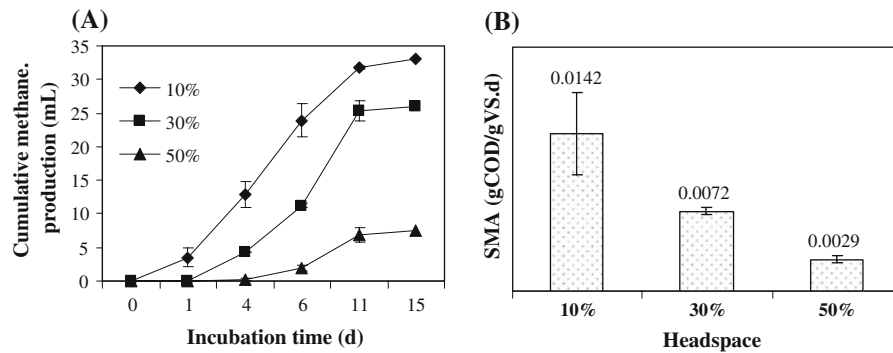 (A)
35
30
25
20
15
10
5
0
Cumulative methane.
production (mL)
10%
30%
50%
0 1 4 6 11 15
Incubation time (d)
(B)
SMA (gCOD/gVS.d)
0.0142
0.0072
0.0029
10% 30% 50%
Headspace